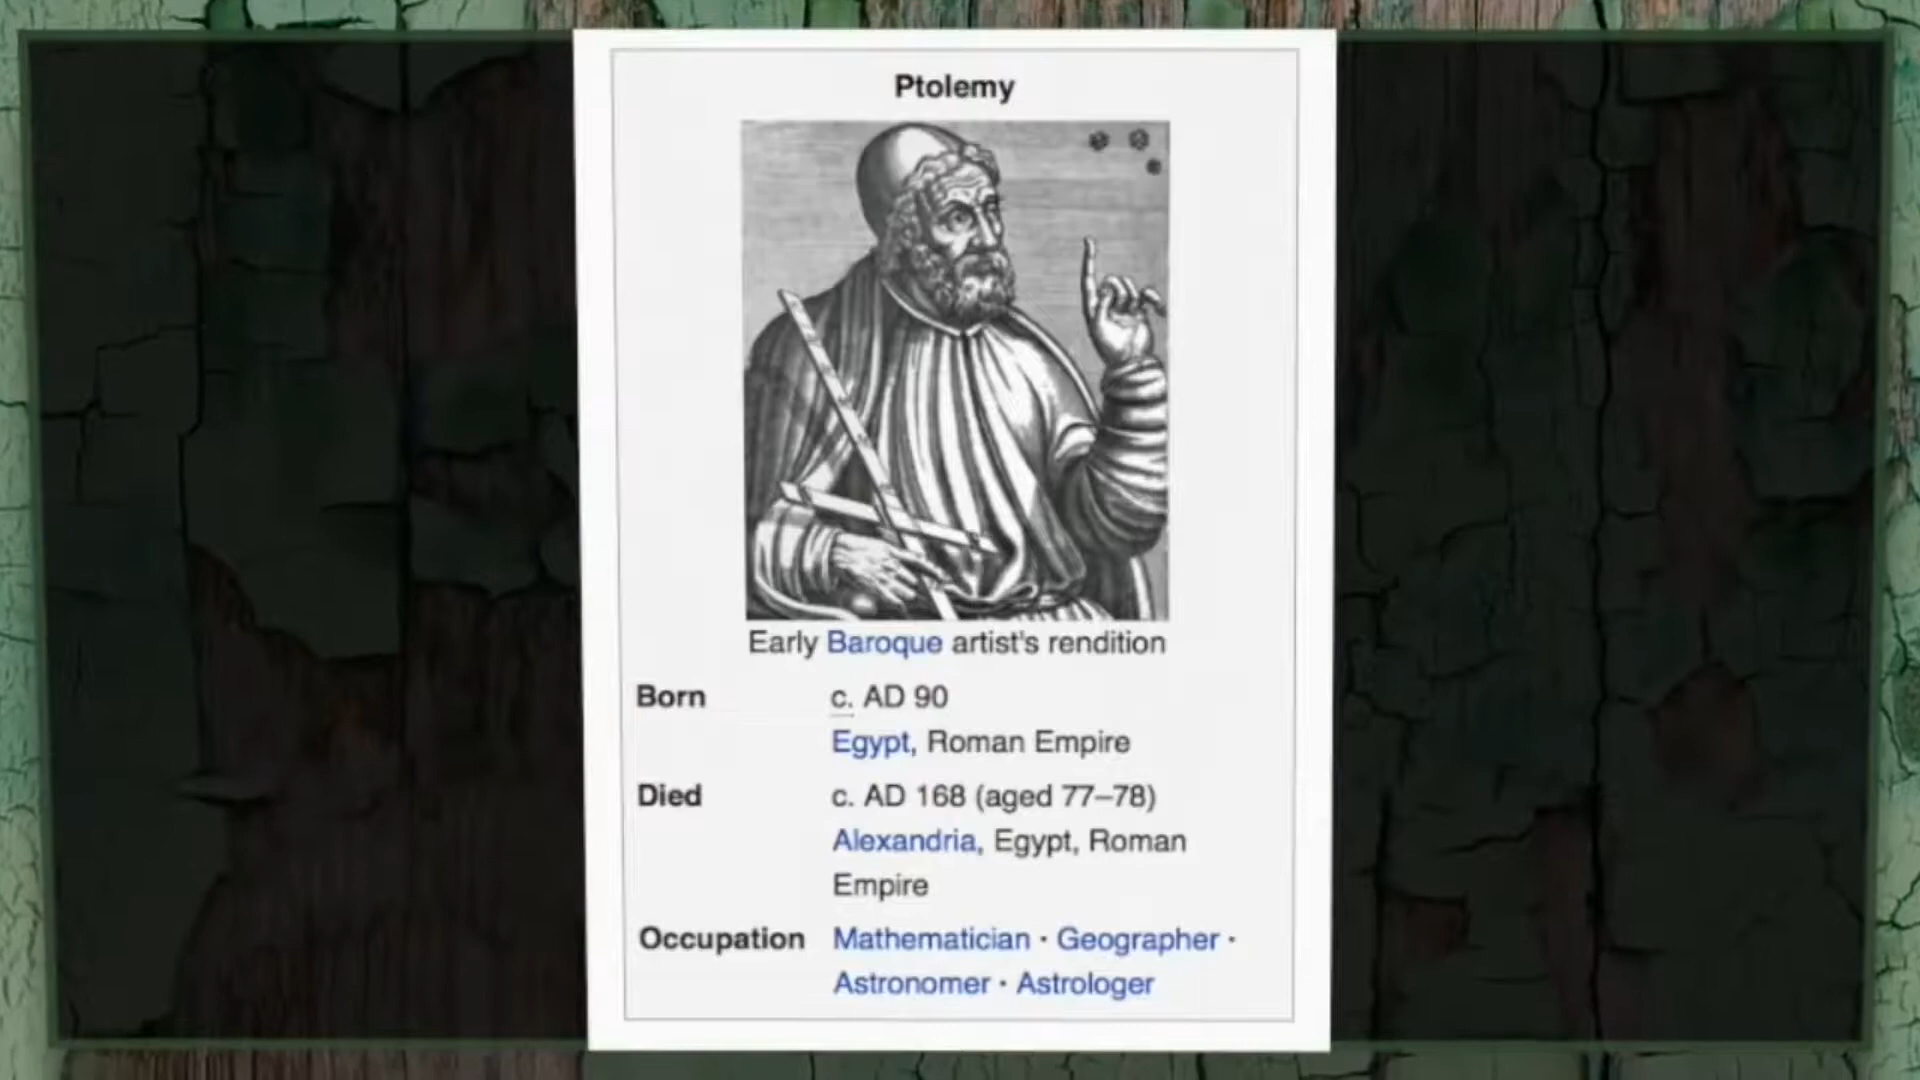 Ptolemy
Early Baroque artist's rendition
Born c. AD 90
Egypt, Roman Empire
Died c. AD 168 (aged 77–78)
Alexandria, Egypt, Roman
Empire
Occupation Mathematician · Geographer ·
Astronomer · Astrologer